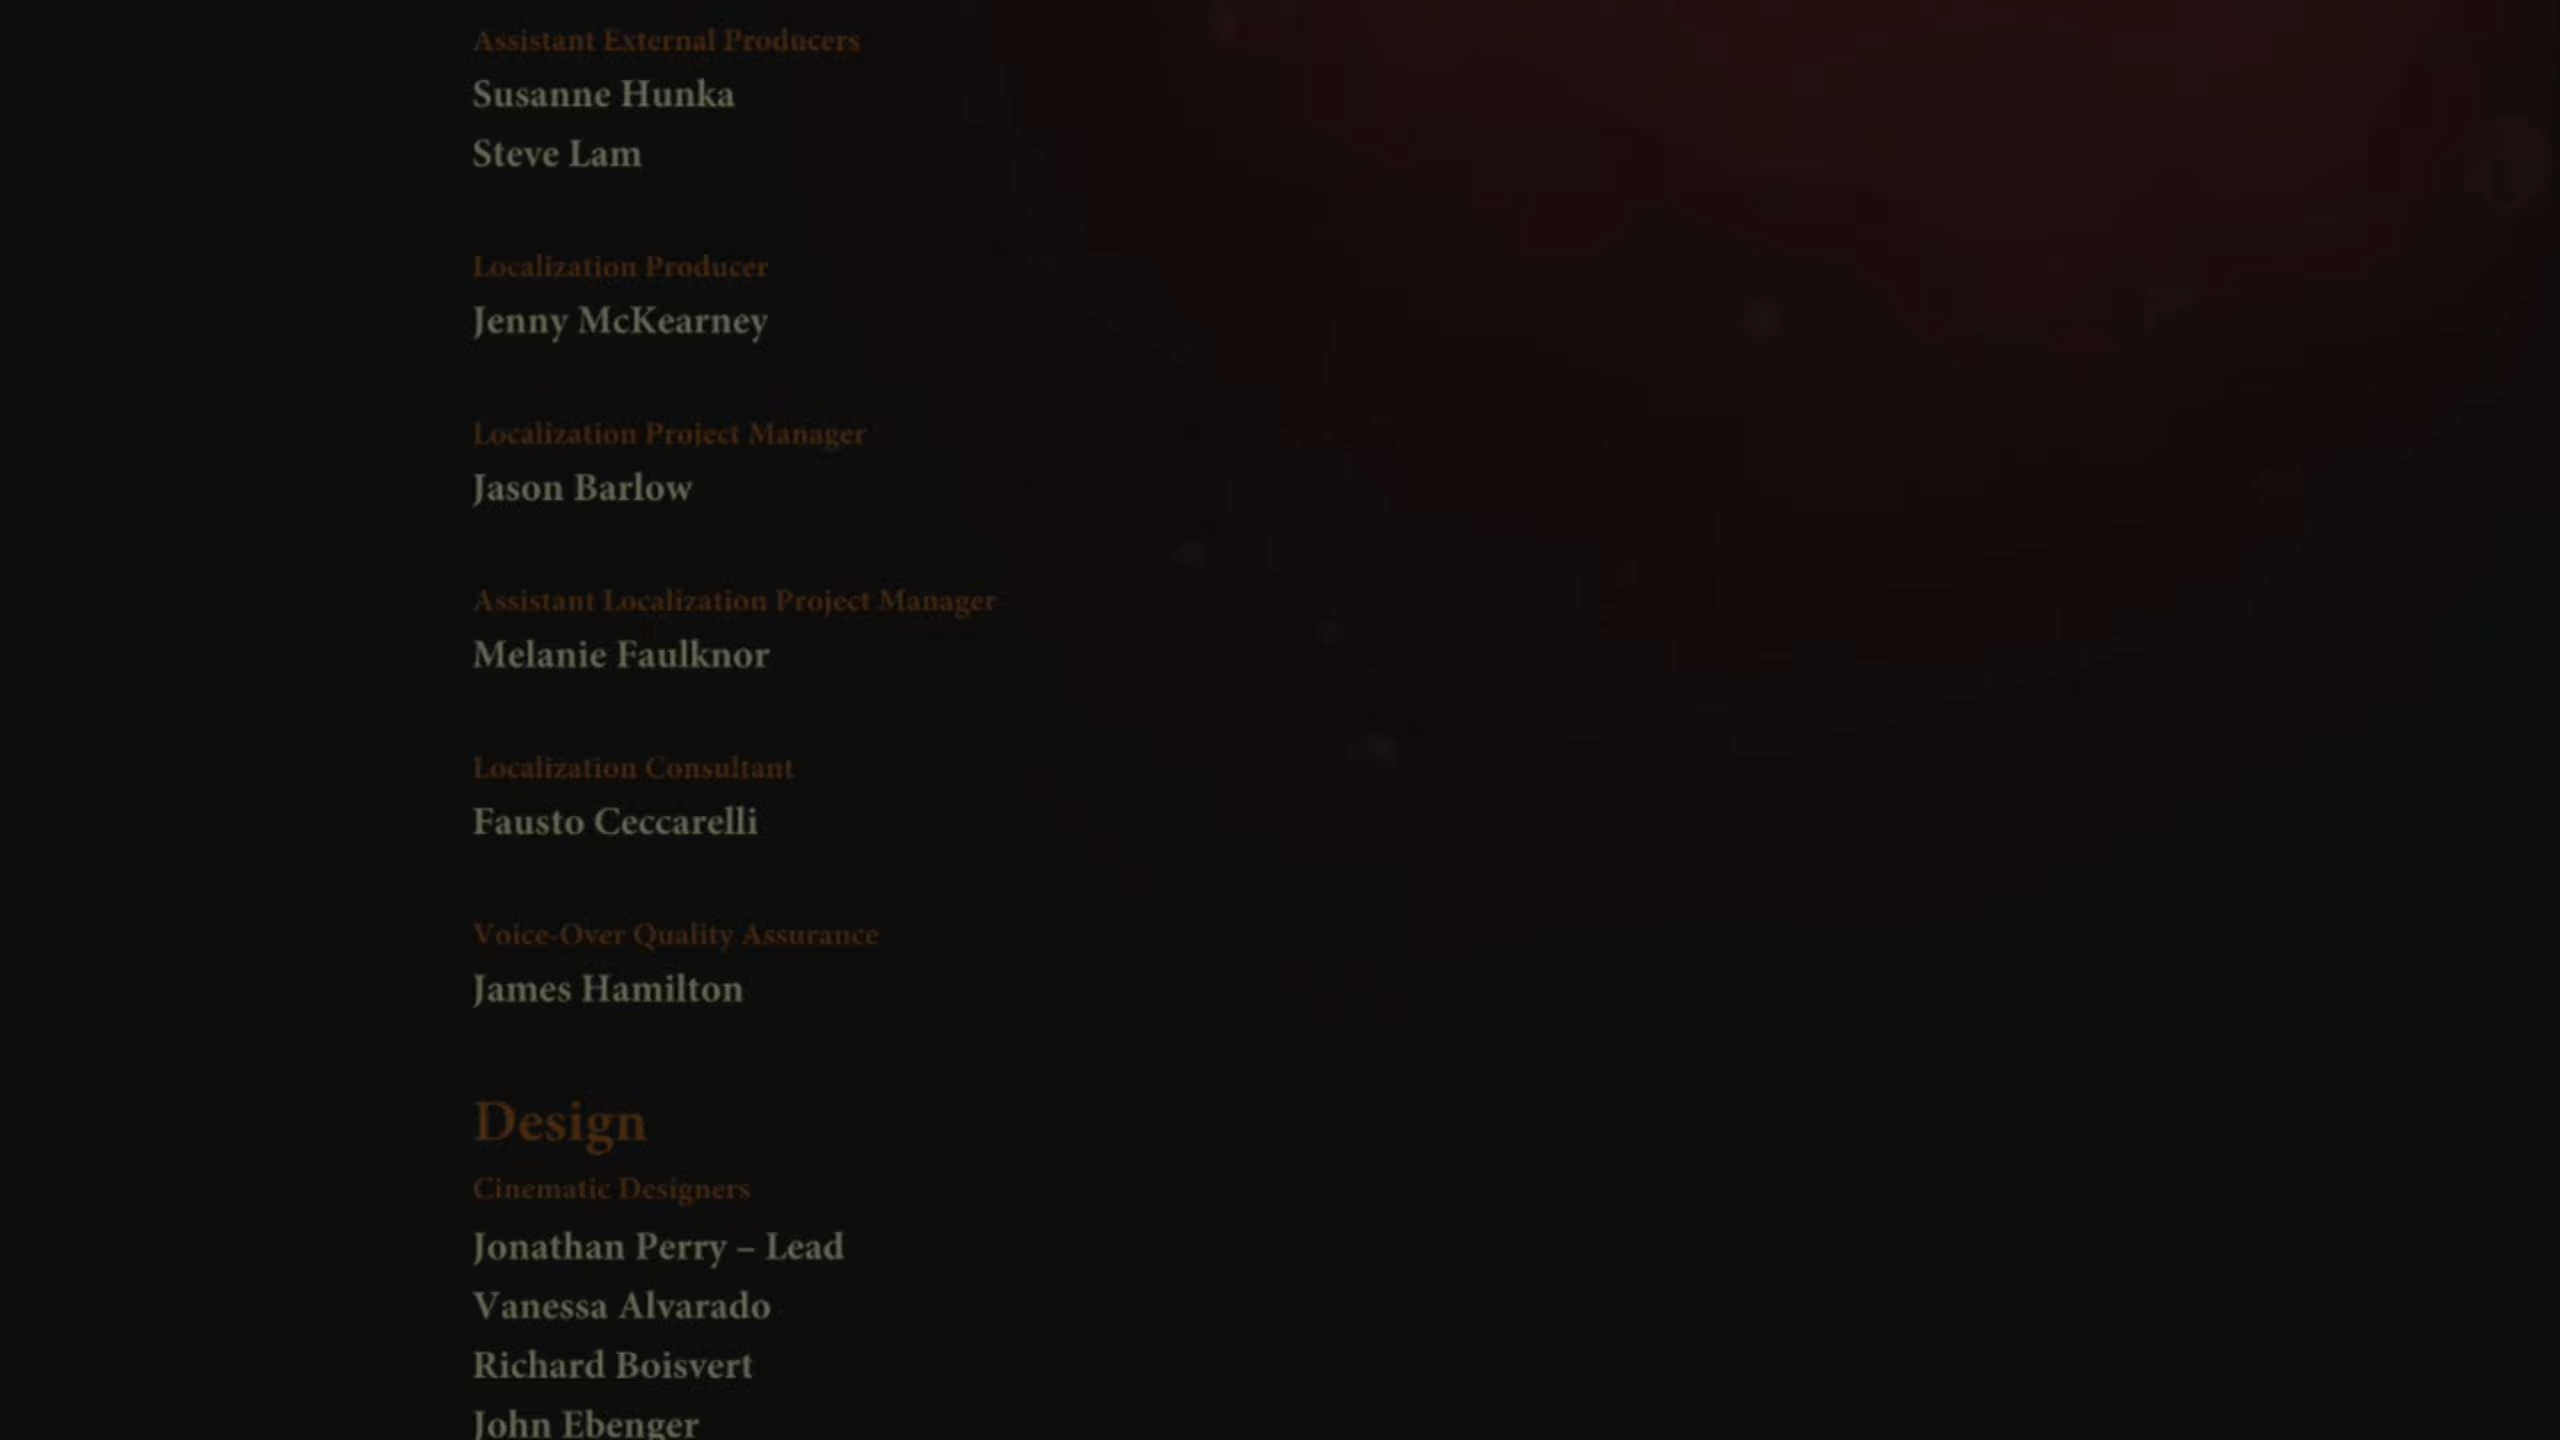 Assistant External Producers
Susanne Hunka
Steve Lam
Localization Producer
Jenny McKearney
Localization Project Manager
Jason Barlow
Assistant Localization Project Manager
Melanie Faulknor
Localization Consultant
Fausto Ceccarelli
Voice-Over Quality Assurance
James Hamilton
Design
Cinematic Designers
Jonathan Perry – Lead
Vanessa Alvarado
Richard Boisvert
John Ebenger